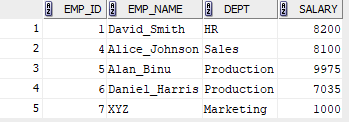 EMP_ID EMP_NAME DEPT SALARY
1 1 David_Smith HR 8200
2 4 Alice_Johnson Sales 8100
3 5 Alan_Binu Production 9975
4 6 Daniel_Harris Production 7035
5 7 XYZ Marketing 1000